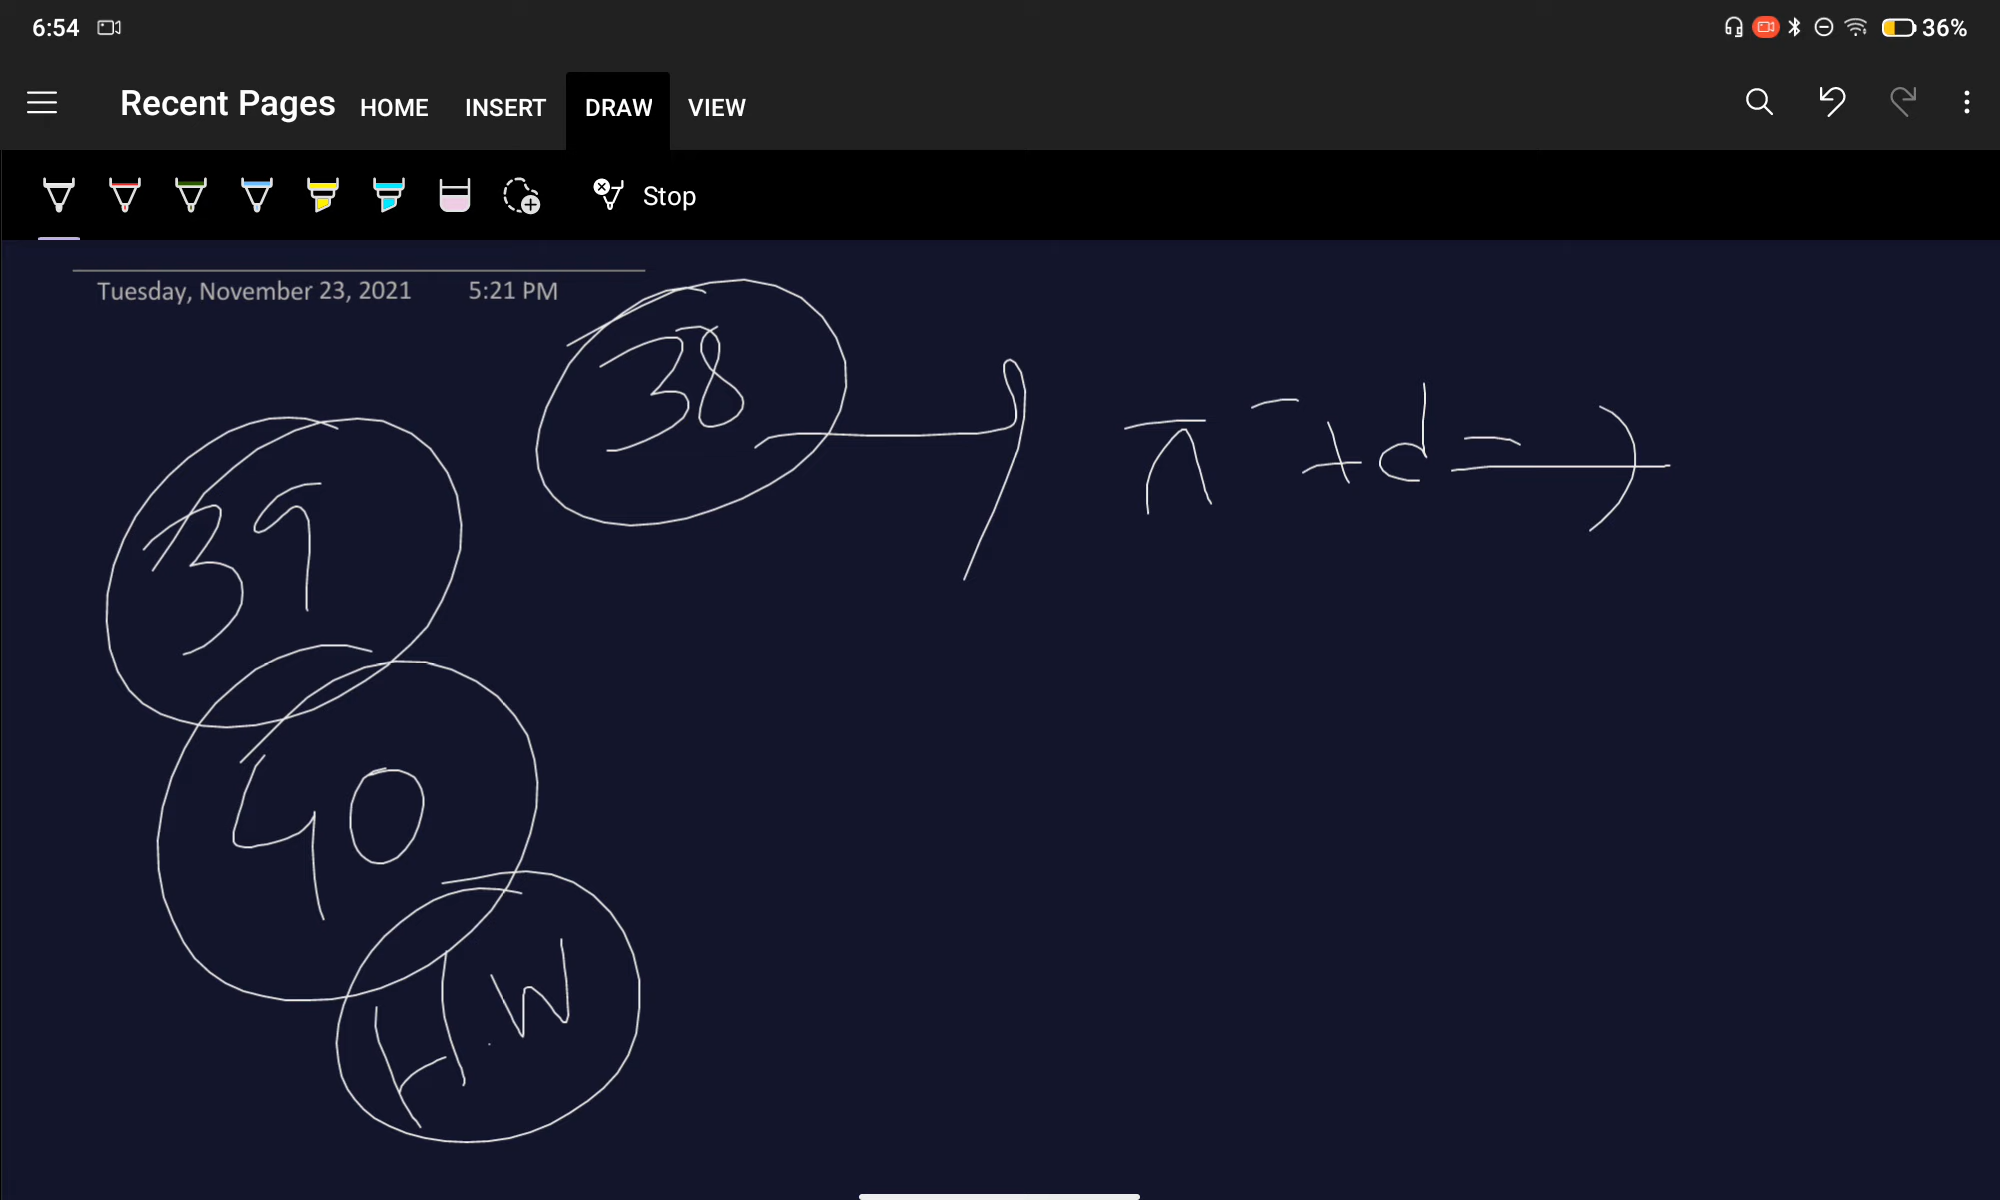 6:54 36%
Recent Pages HOME INSERT DRAW VIEW
Stop
Tuesday, November 23, 2021 5:21 PM
38 π⁻ + d ⇒
39
40
H.W